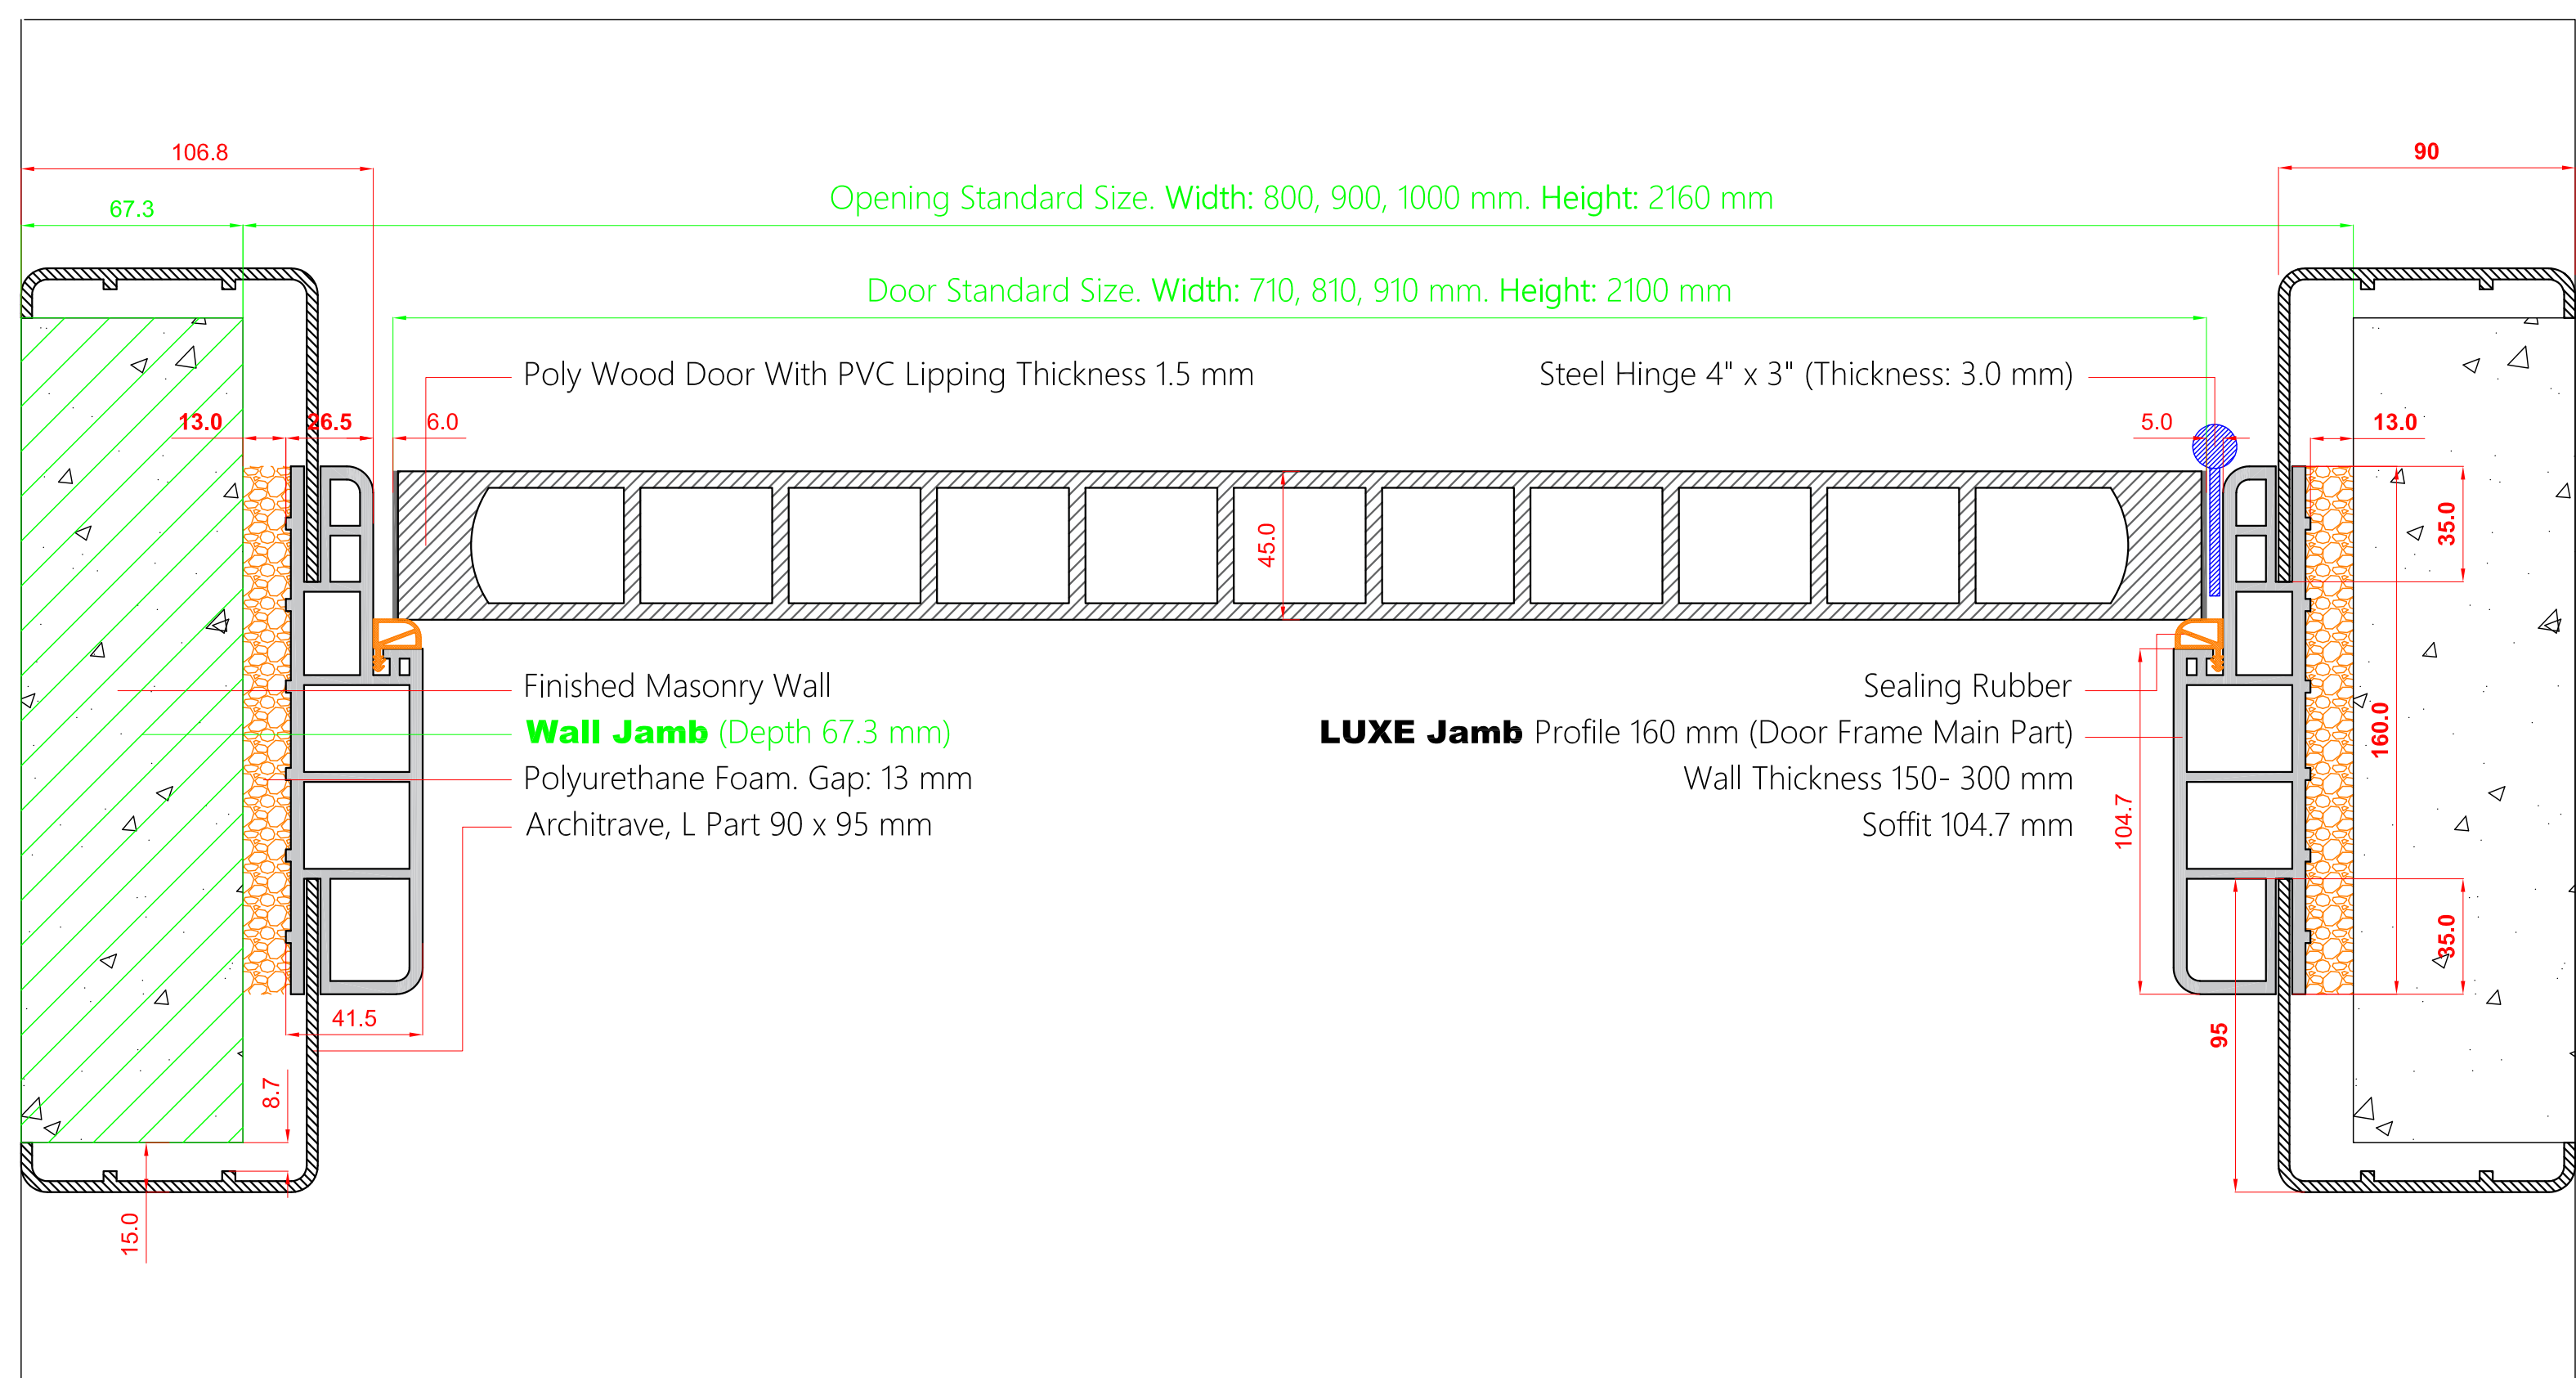 106.8
90
Opening Standard Size. Width: 800, 900, 1000 mm. Height: 2160 mm
67.3
Door Standard Size. Width: 710, 810, 910 mm. Height: 2100 mm
Poly Wood Door With PVC Lipping Thickness 1.5 mm
Steel Hinge 4" x 3" (Thickness: 3.0 mm)
13.0
26.5
6.0
5.0
13.0
45.0
35.0
Finished Masonry Wall
Wall Jamb (Depth 67.3 mm)
Polyurethane Foam. Gap: 13 mm
Architrave, L Part 90 x 95 mm
Sealing Rubber
LUXE Jamb Profile 160 mm (Door Frame Main Part)
Wall Thickness 150- 300 mm
Soffit 104.7 mm
160.0
104.7
35.0
41.5
95
8.7
15.0